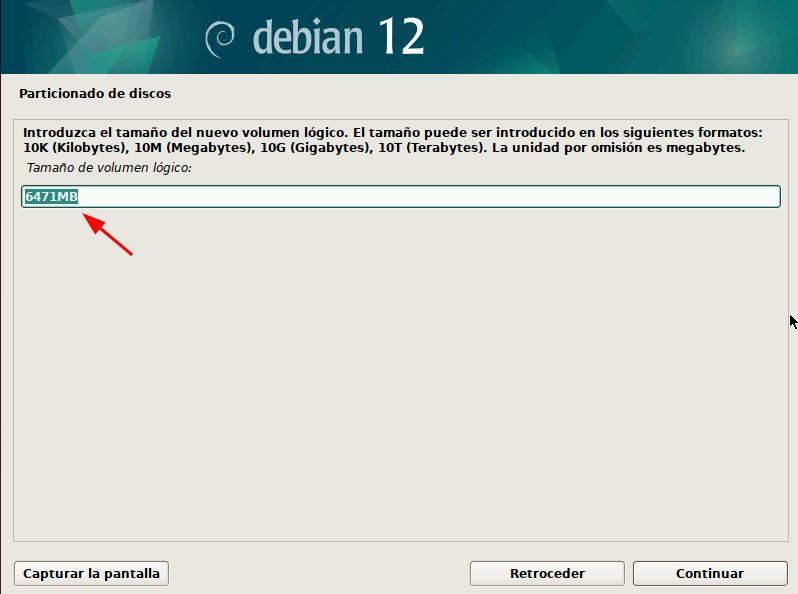 debian 12
Particionado de discos
Introduzca el tamaño del nuevo volumen lógico. El tamaño puede ser introducido en los siguientes formatos:
10K (Kilobytes), 10M (Megabytes), 10G (Gigabytes), 10T (Terabytes). La unidad por omisión es megabytes.
Tamaño de volumen lógico:
6471MB
Capturar la pantalla
Retroceder
Continuar